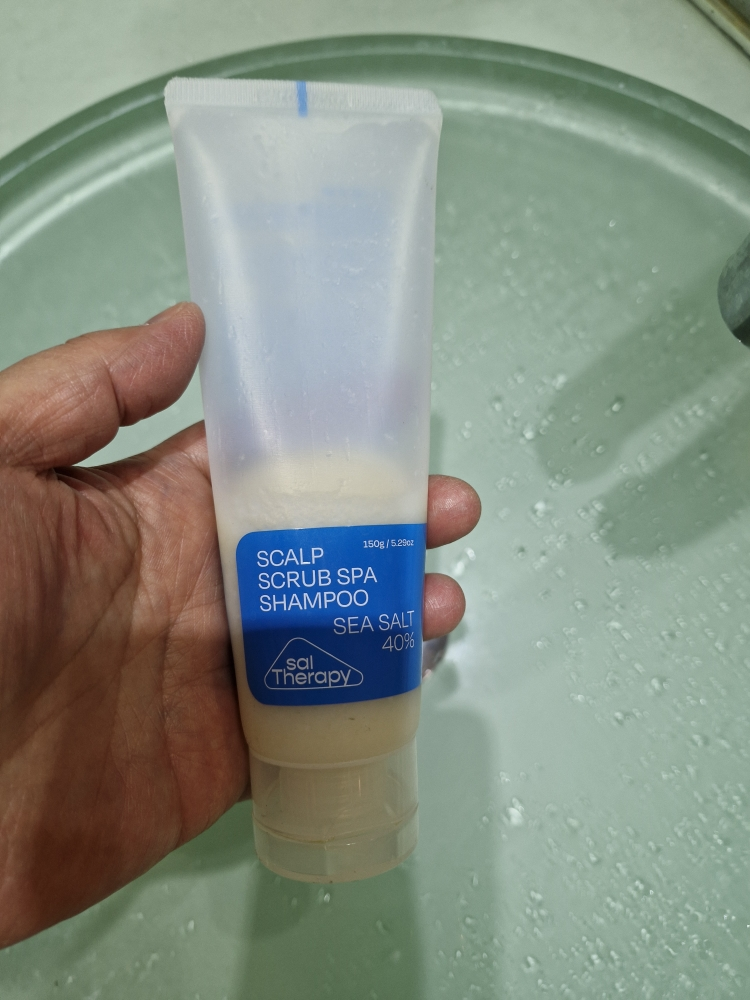 150g / 5.29oz
SCALP
SCRUB SPA
SHAMPOO
SEA SALT
40%
sal
Therapy